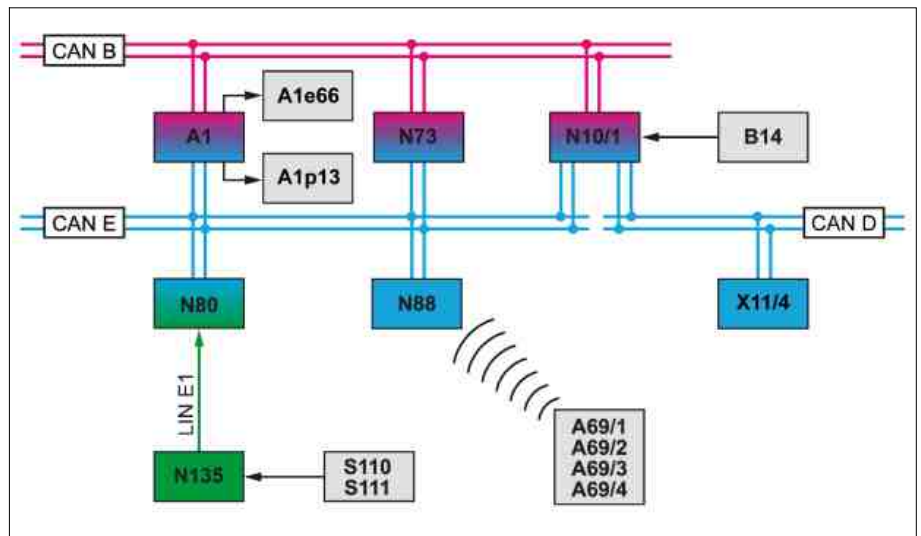 CAN B
A1e66
A1
N73
N10/1
B14
A1p13
CAN E
CAN D
N80
N88
X11/4
LIN E1
A69/1
A69/2
A69/3
A69/4
N135
S110
S111